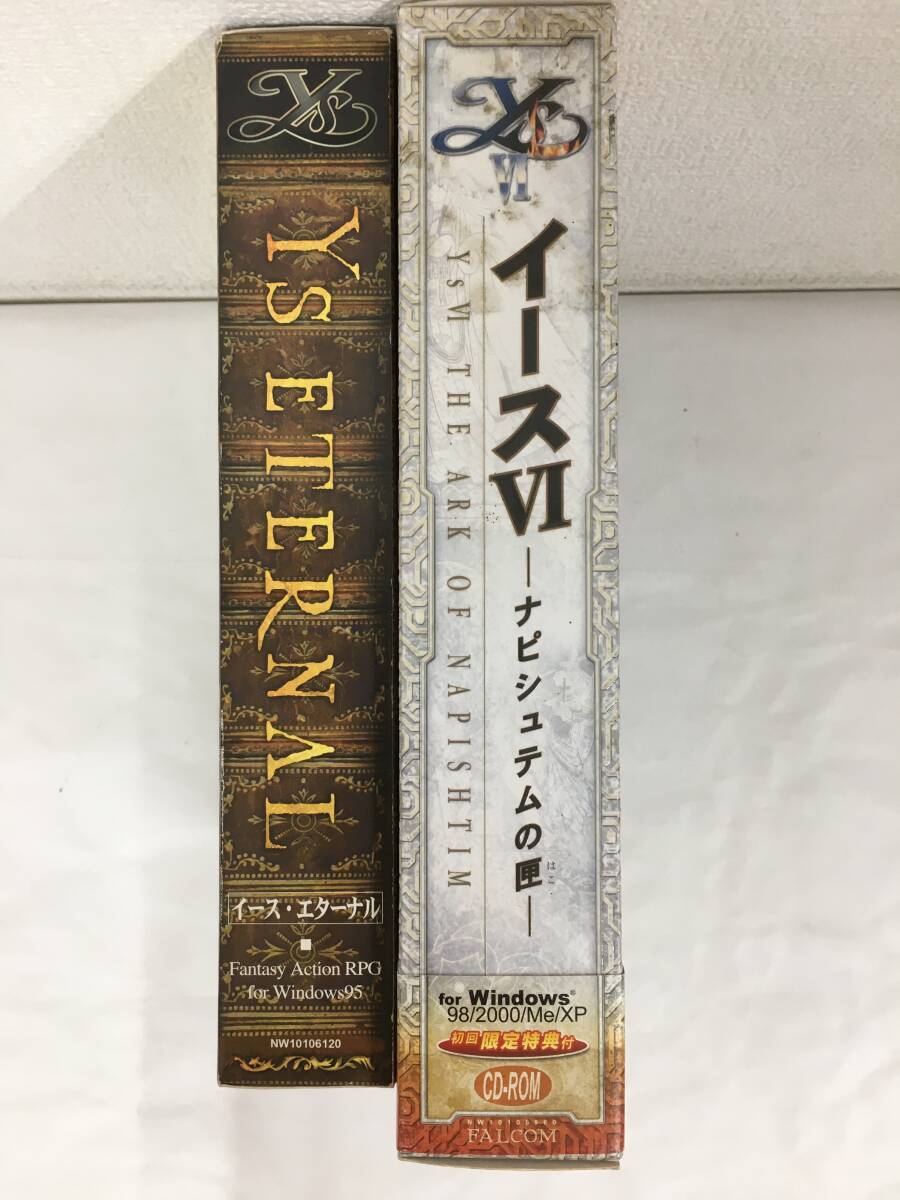 Ys
YS ETERNAL
イース・エターナル
Fantasy Action RPG
for Windows95
NW10106120
Ys
VI
イースVI
―ナピシュテムの匣―
はこ
YSVI THE ARK OF NAPISHTIM
for Windows®
98/2000/Me/XP
初回限定特典付
CD-ROM
FALCOM